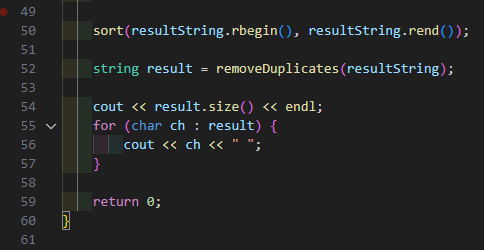 49
50 sort(resultString.rbegin(), resultString.rend());
51
52 string result = removeDuplicates(resultString);
53
54 cout << result.size() << endl;
55 for (char ch : result) {
56 cout << ch << " ";
57 }
58
59 return 0;
60 }
61